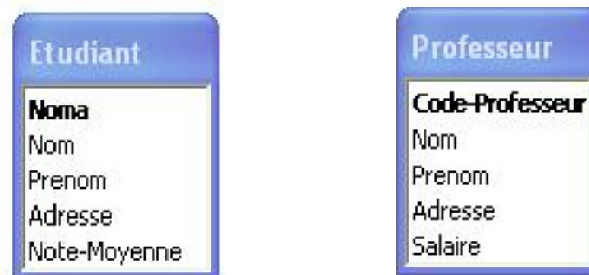 Etudiant
Noma
Nom
Prenom
Adresse
Note-Moyenne
Professeur
Code-Professeur
Nom
Prenom
Adresse
Salaire